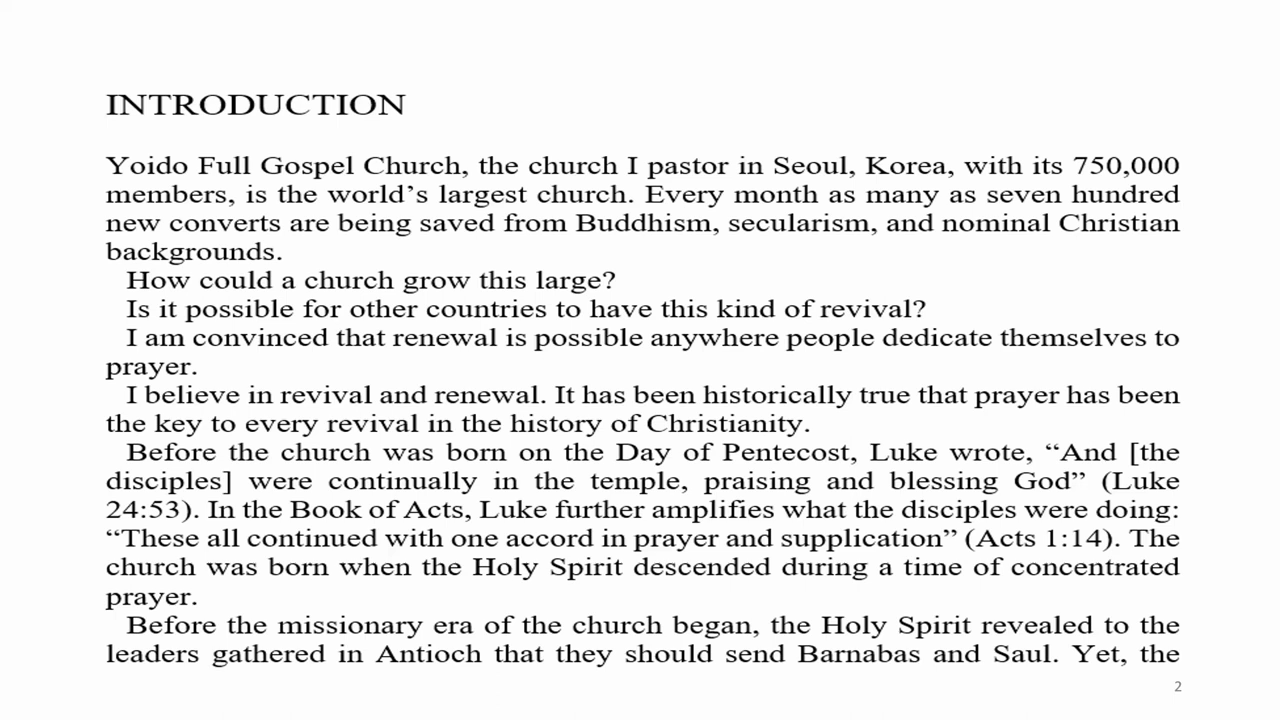 INTRODUCTION
Yoido Full Gospel Church, the church I pastor in Seoul, Korea, with its 750,000
members, is the world’s largest church. Every month as many as seven hundred
new converts are being saved from Buddhism, secularism, and nominal Christian
backgrounds.
How could a church grow this large?
Is it possible for other countries to have this kind of revival?
I am convinced that renewal is possible anywhere people dedicate themselves to
prayer.
I believe in revival and renewal. It has been historically true that prayer has been
the key to every revival in the history of Christianity.
Before the church was born on the Day of Pentecost, Luke wrote, “And [the
disciples] were continually in the temple, praising and blessing God” (Luke
24:53). In the Book of Acts, Luke further amplifies what the disciples were doing:
“These all continued with one accord in prayer and supplication” (Acts 1:14). The
church was born when the Holy Spirit descended during a time of concentrated
prayer.
Before the missionary era of the church began, the Holy Spirit revealed to the
leaders gathered in Antioch that they should send Barnabas and Saul. Yet, the
2